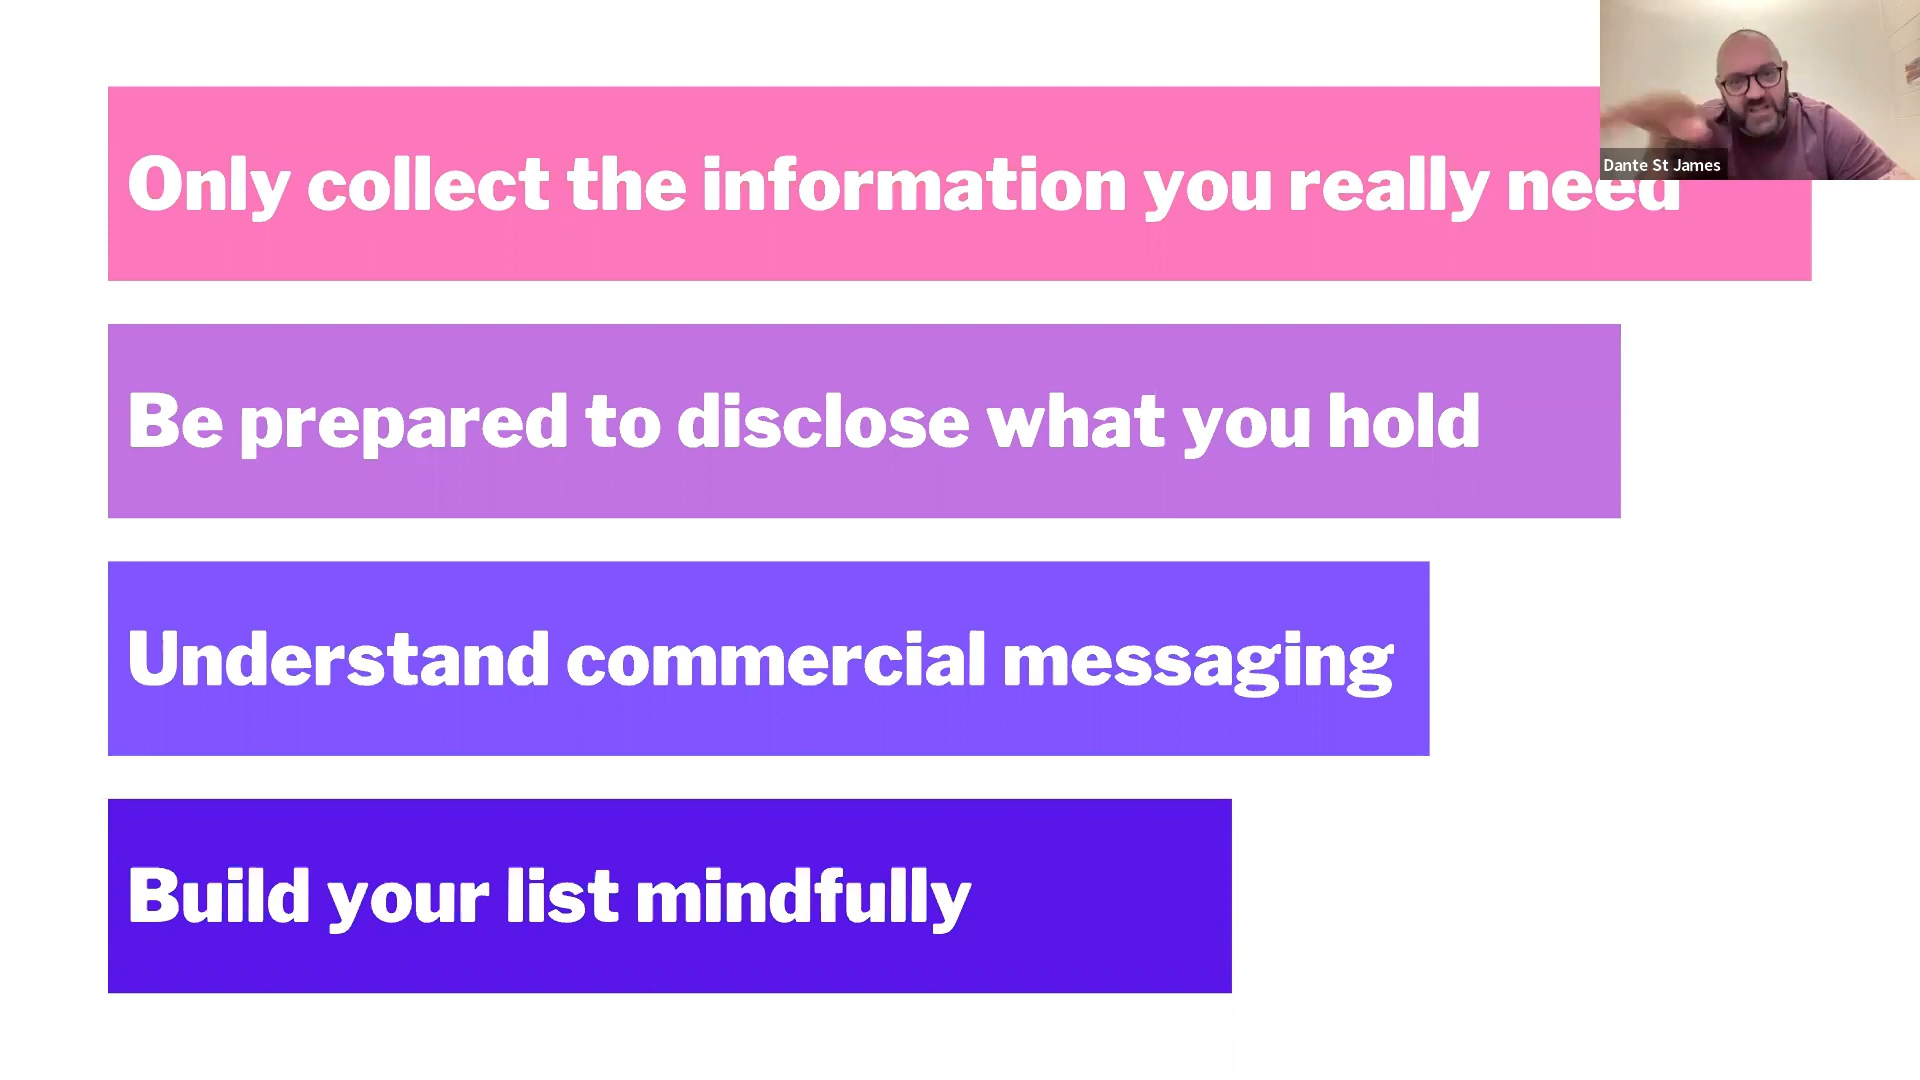 Only collect the information you really need
Dante St James
Be prepared to disclose what you hold
Understand commercial messaging
Build your list mindfully